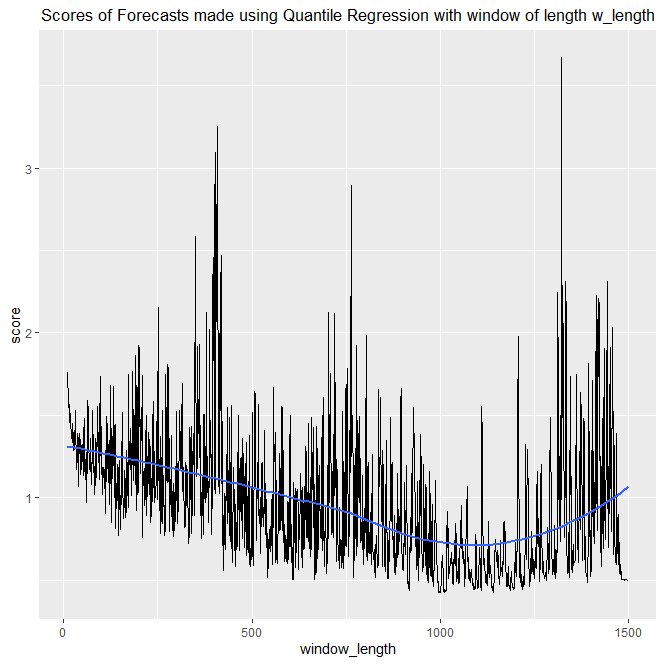 Scores of Forecasts made using Quantile Regression with window of length w_length
score
3
2
1
0
500
1000
1500
window_length